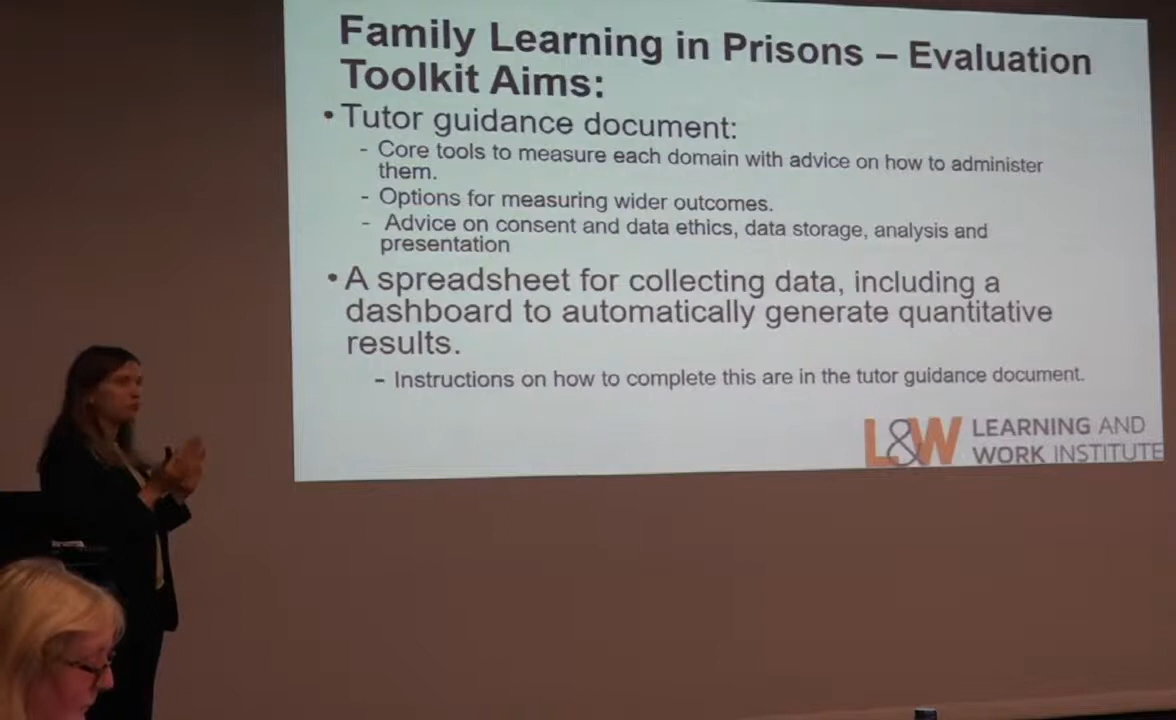 Family Learning in Prisons – Evaluation
Toolkit Aims:
• Tutor guidance document:
- Core tools to measure each domain with advice on how to administer
them.
- Options for measuring wider outcomes.
- Advice on consent and data ethics, data storage, analysis and
presentation
• A spreadsheet for collecting data, including a
dashboard to automatically generate quantitative
results.
– Instructions on how to complete this are in the tutor guidance document.
L&W LEARNING AND
WORK INSTITUTE